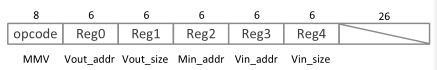 8 6 6 6 6 6 26
opcode Reg0 Reg1 Reg2 Reg3 Reg4
MMV Vout_addr Vout_size Min_addr Vin_addr Vin_size